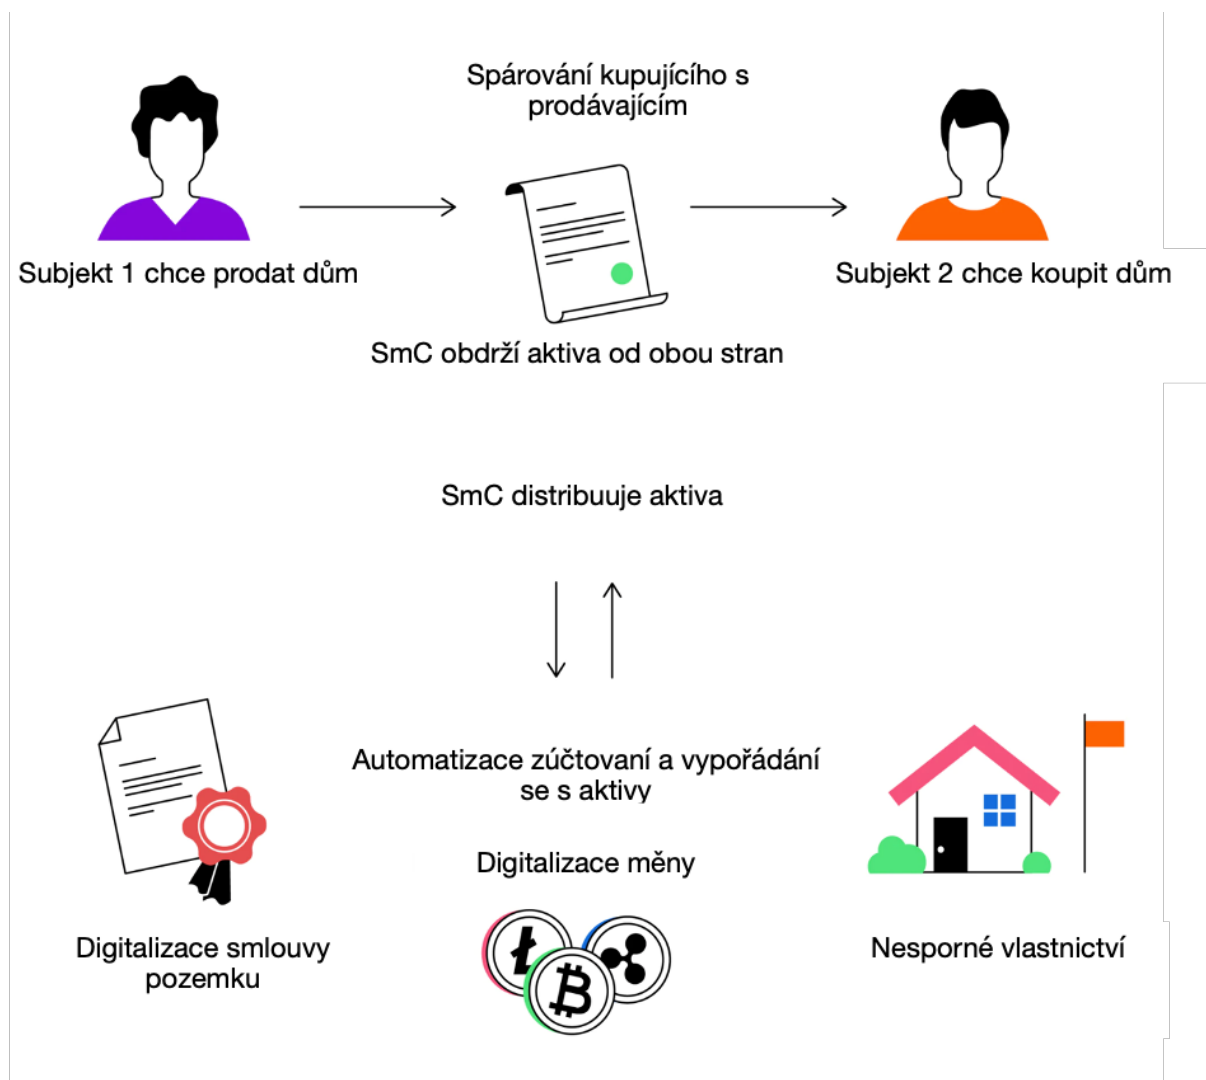 Spárování kupujícího s
prodávajícím
Subjekt 1 chce prodat dům
Subjekt 2 chce koupit dům
SmC obdrží aktiva od obou stran
SmC distribuuje aktiva
Automatizace zúčtovaní a vypořádání
se s aktivy
Digitalizace měny
Digitalizace smlouvy
pozemku
Nesporné vlastnictví